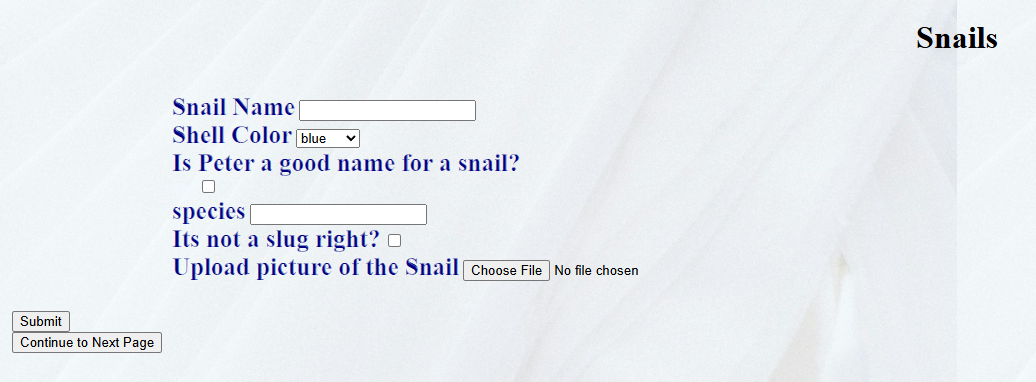 Snails
Snail Name
Shell Color blue
Is Peter a good name for a snail?
species
Its not a slug right?
Upload picture of the Snail Choose File No file chosen
Submit
Continue to Next Page